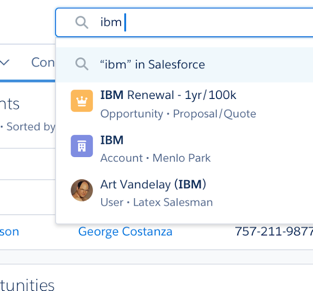 ibm
Con
"ibm" in Salesforce
nts
IBM Renewal - 1yr/100k
Opportunity • Proposal/Quote
• Sorted by
IBM
Account • Menlo Park
Art Vandelay (IBM)
User • Latex Salesman
son George Costanza 757-211-9877
tunities